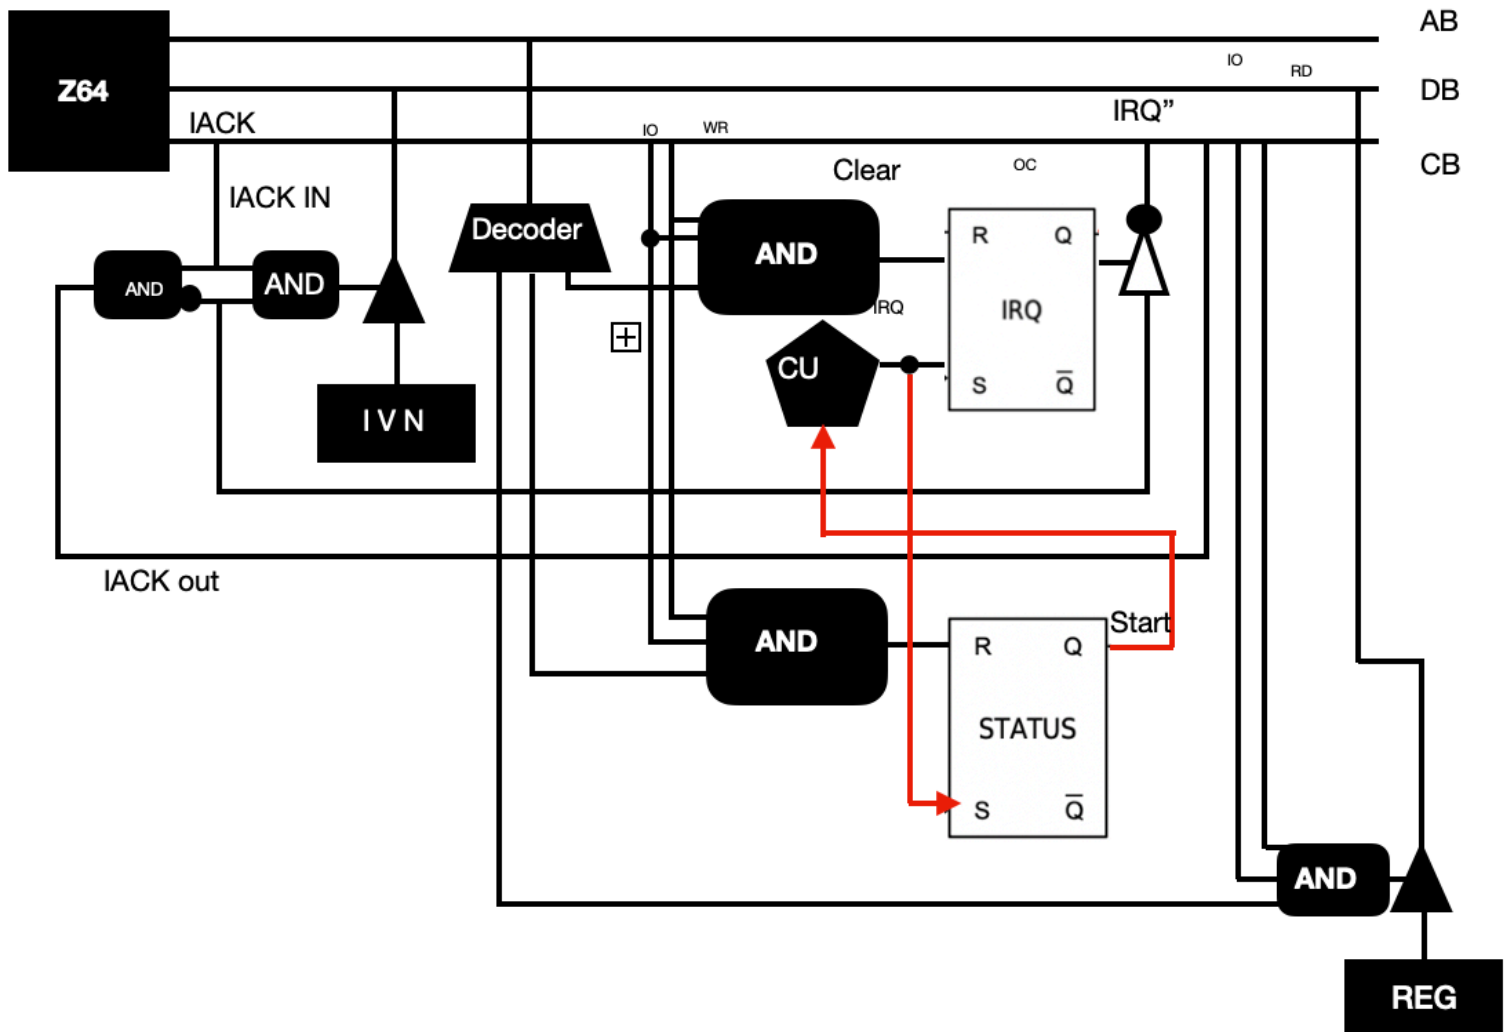 AB
IO
RD
Z64
DB
IRQ”
IACK
IO
WR
CB
Clear
OC
IACK IN
Decoder
R
Q
AND
AND
AND
IRQ
IRQ
CU
S
Q̅
I V N
IACK out
Start
AND
R
Q
STATUS
S
Q̅
AND
REG